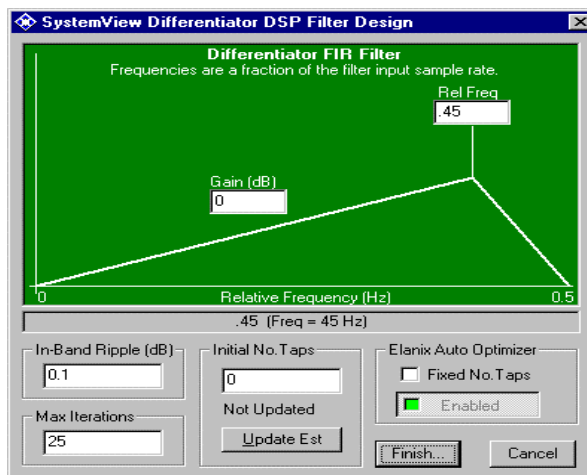 SystemView Differentiator DSP Filter Design
Differentiator FIR Filter
Frequencies are a fraction of the filter input sample rate.
Rel Freq
.45
Gain (dB)
0
0 Relative Frequency (Hz) 0.5
.45 (Freq = 45 Hz)
In-Band Ripple (dB)
0.1
Max Iterations
25
Initial No.Taps
0
Not Updated
Update Est
Elanix Auto Optimizer
Fixed No.Taps
Enabled
Finish...
Cancel